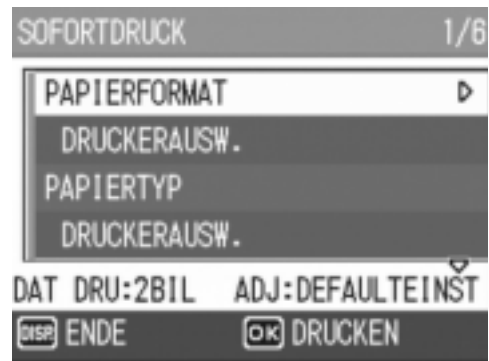 SOFORTDRUCK 1/6
PAPIERFORMAT
DRUCKERAUSW.
PAPIERTYP
DRUCKERAUSW.
DAT DRU:2BIL ADJ:DEFAULTEINST
DISP. ENDE OK DRUCKEN